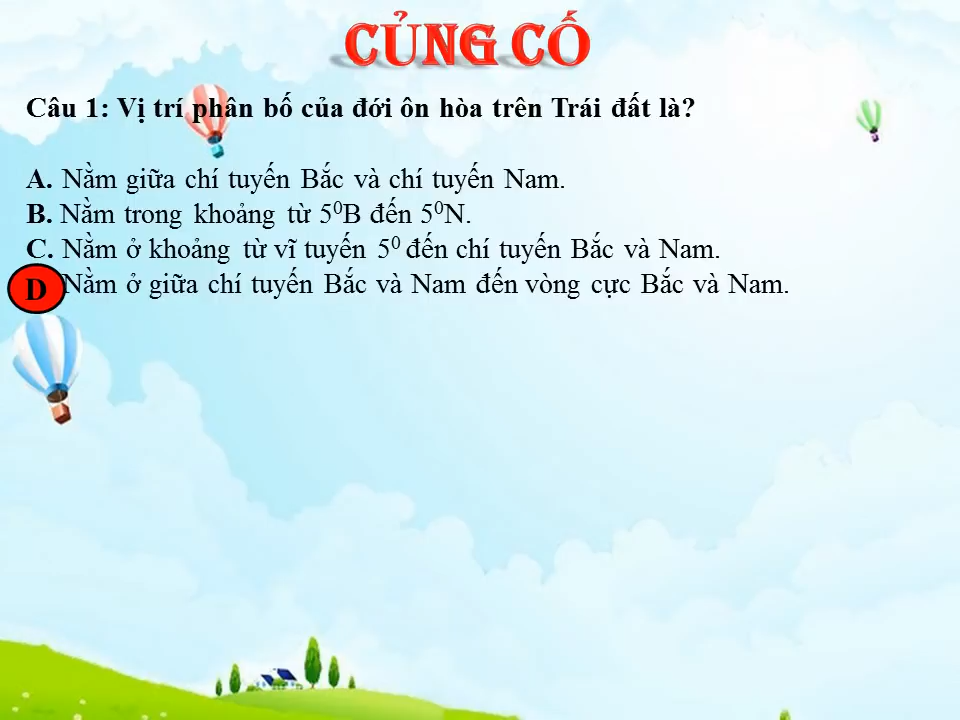 CỦNG CỐ
Câu 1: Vị trí phân bố của đới ôn hòa trên Trái đất là?
A. Nằm giữa chí tuyến Bắc và chí tuyến Nam.
B. Nằm trong khoảng từ 5⁰B đến 5⁰N.
C. Nằm ở khoảng từ vĩ tuyến 5⁰ đến chí tuyến Bắc và Nam.
D Nằm ở giữa chí tuyến Bắc và Nam đến vòng cực Bắc và Nam.